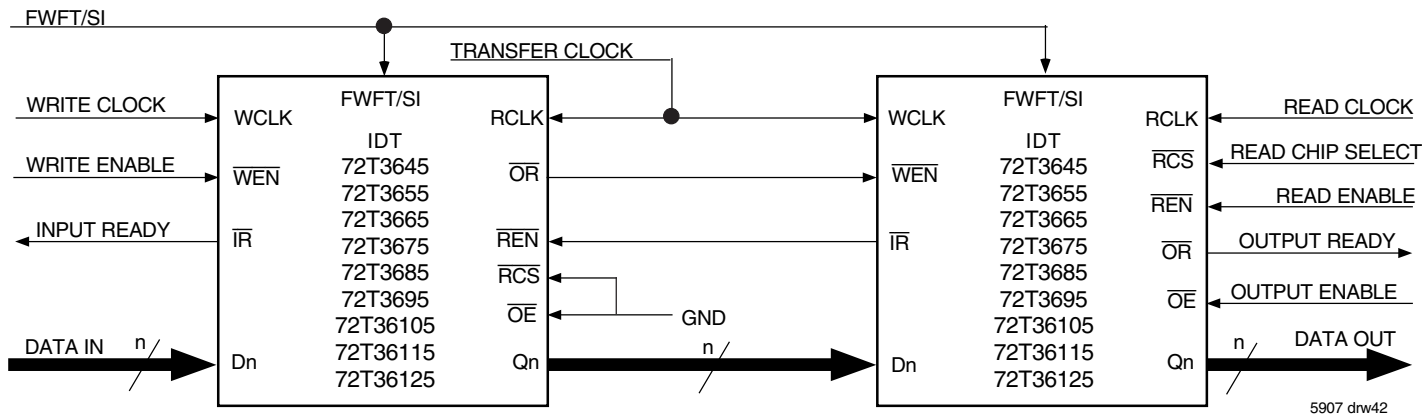 FWFT/SI
TRANSFER CLOCK
WRITE CLOCK
WRITE ENABLE
INPUT READY
DATA IN
n
FWFT/SI
WCLK
RCLK
WEN
OR
IR
REN
RCS
OE
Dn
Qn
IDT
72T3645
72T3655
72T3665
72T3675
72T3685
72T3695
72T36105
72T36115
72T36125
GND
n
FWFT/SI
WCLK
RCLK
WEN
RCS
REN
IR
OR
OE
Dn
Qn
IDT
72T3645
72T3655
72T3665
72T3675
72T3685
72T3695
72T36105
72T36115
72T36125
READ CLOCK
READ CHIP SELECT
READ ENABLE
OUTPUT READY
OUTPUT ENABLE
n
DATA OUT
5907 drw42